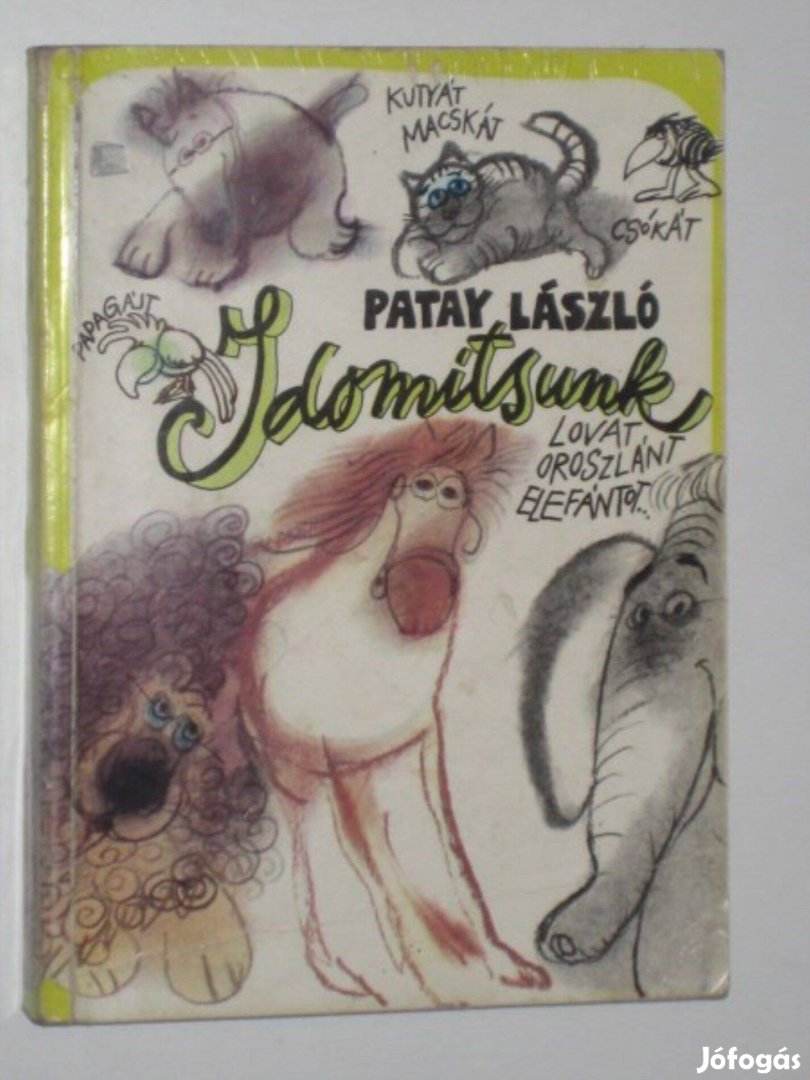 KUTYÁT
MACSKÁT
CSÓKÁT
PATAY LÁSZLÓ
PAPAGÁJT
Idomítsunk
LOVAT
OROSZLÁNT
ELEFÁNTOT...
Jófogás